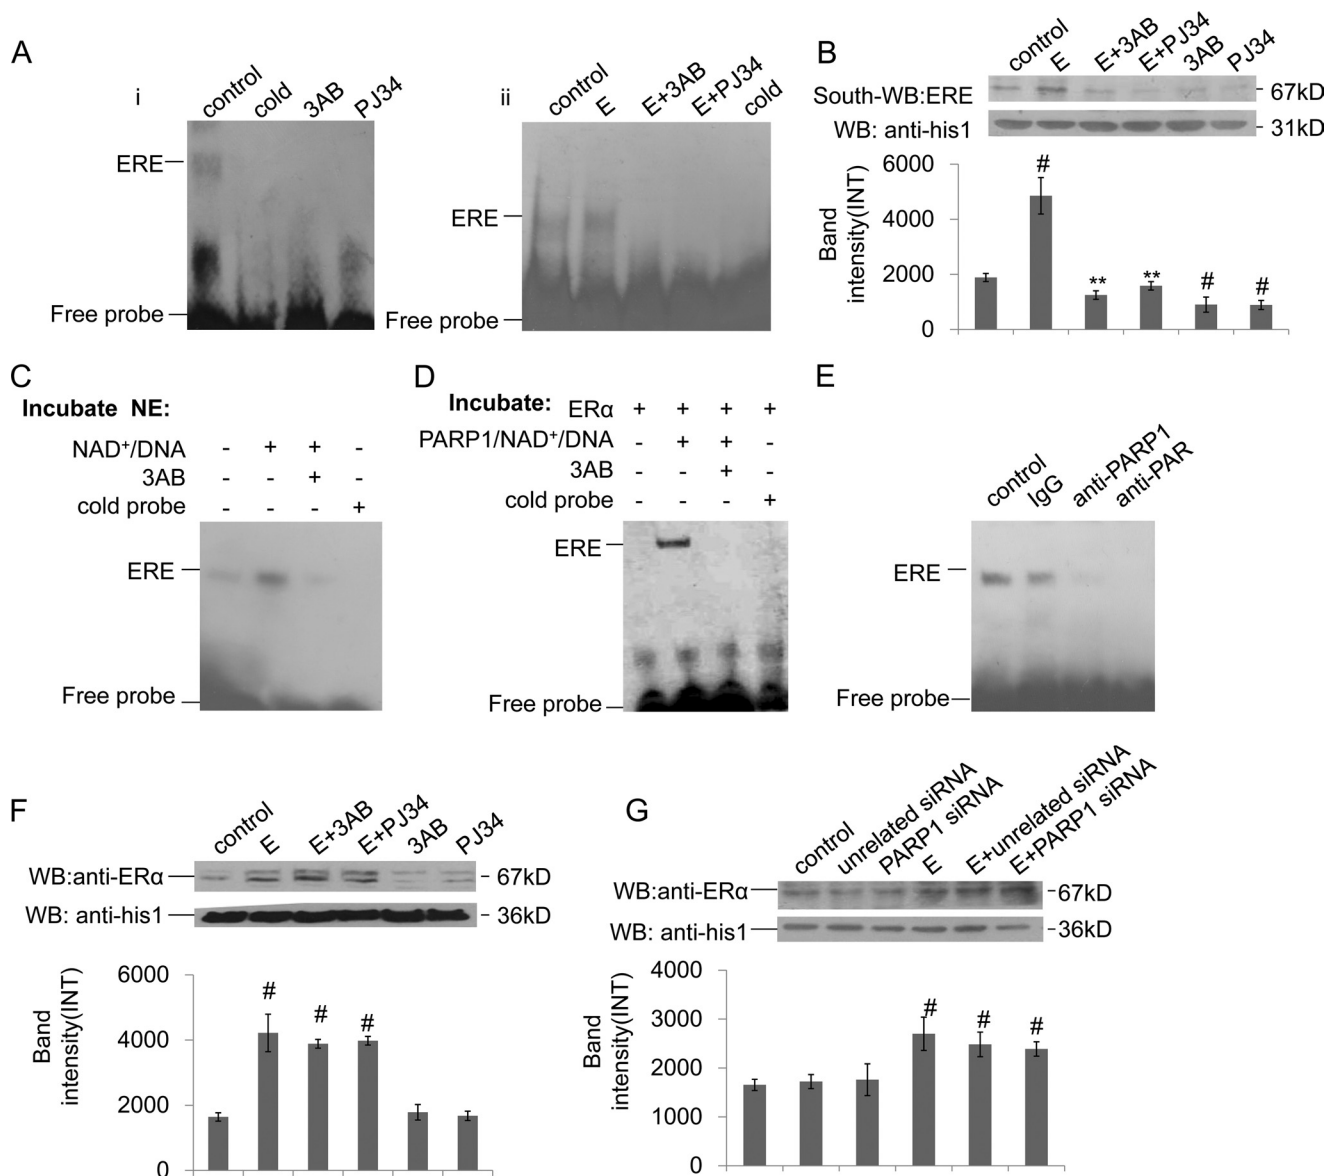 A
i
control
cold
3AB
PJ34
ERE
Free probe
ii
control
E
E+3AB
E+PJ34
cold
ERE
Free probe
B
control
E
E+3AB
E+PJ34
3AB
PJ34
South-WB:ERE
67kD
WB: anti-his1
31kD
Band
intensity(INT)
6000
4000
2000
0
#
**
**
#
#
C
Incubate NE:
NAD⁺/DNA - + + -
3AB - - + -
cold probe - - - +
ERE
Free probe
D
Incubate: ERα + + + +
PARP1/NAD⁺/DNA - + + -
3AB - - + -
cold probe - - - +
ERE
Free probe
E
control
IgG
anti-PARP1
anti-PAR
ERE
Free probe
F
control
E
E+3AB
E+PJ34
3AB
PJ34
WB:anti-ERα
67kD
WB: anti-his1
36kD
Band
intensity(INT)
6000
4000
2000
0
#
#
#
G
control
unrelated siRNA
PARP1 siRNA
E
E+unrelated siRNA
E+PARP1 siRNA
WB:anti-ERα
67kD
WB: anti-his1
36kD
Band
intensity(INT)
4000
3000
2000
1000
0
#
#
#